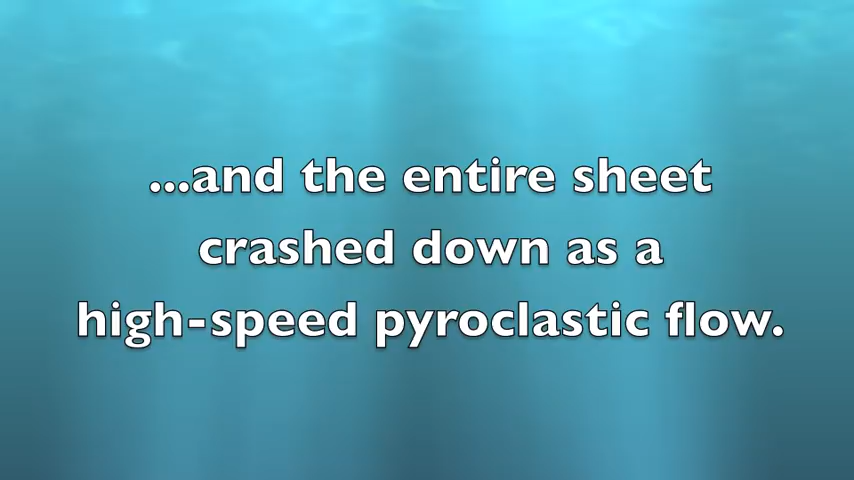 ...and the entire sheet
crashed down as a
high-speed pyroclastic flow.